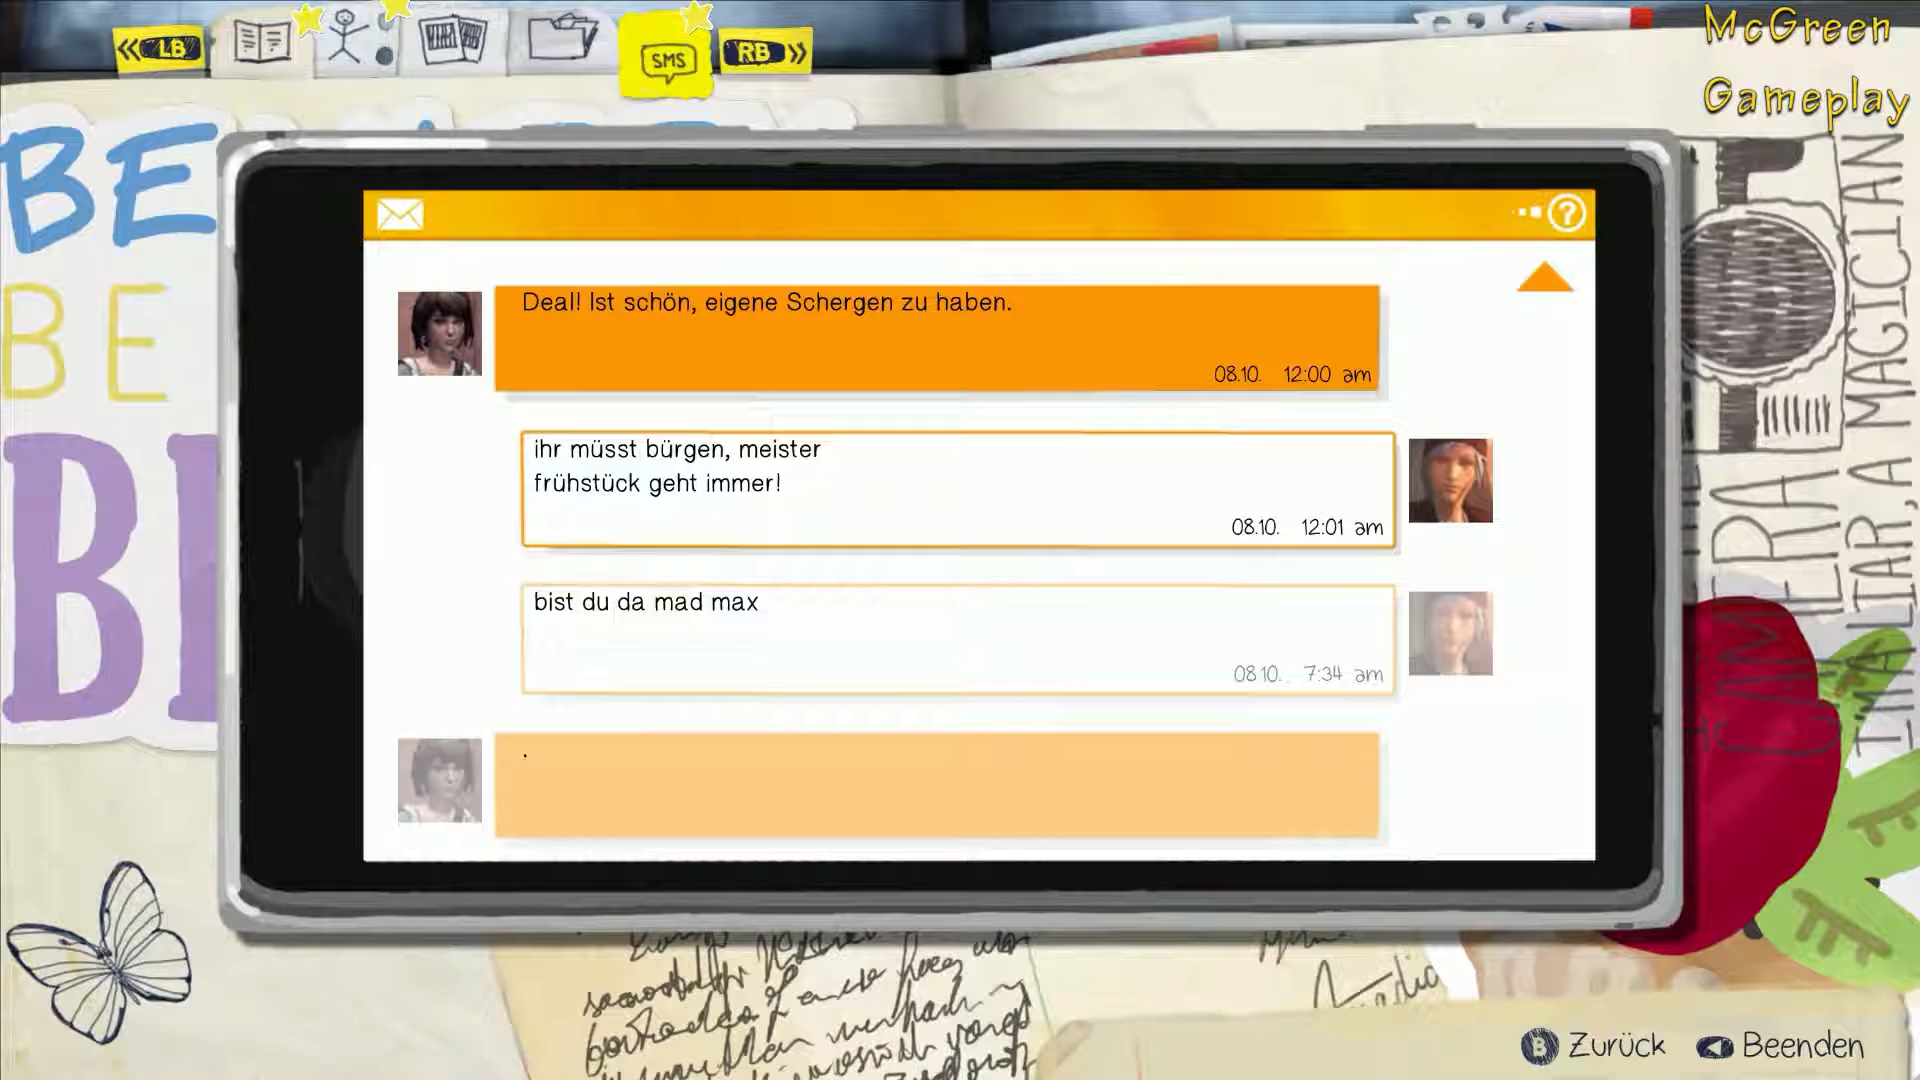 LB
SMS
RB
McGreen
Gameplay
BE
BE
BE
Deal! Ist schön, eigene Schergen zu haben.
08.10. 12:00 am
ihr müsst bürgen, meister
frühstück geht immer!
08.10. 12:01 am
bist du da mad max
08.10. 7:34 am
.
I'M A LIAR, A MAGICIAN
B Zurück
Beenden